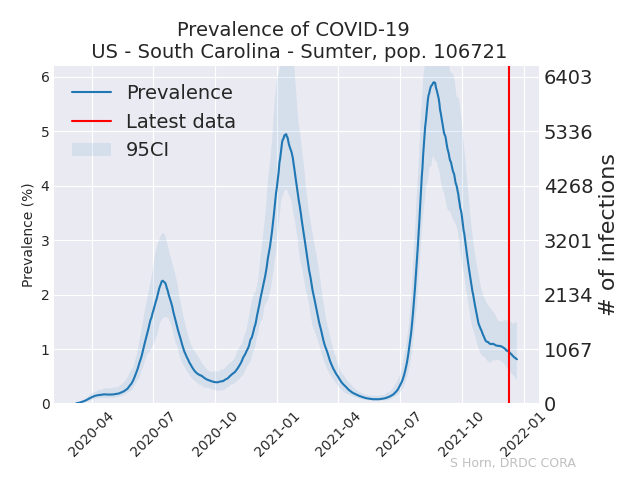 Prevalence of COVID-19
US - South Carolina - Sumter, pop. 106721
Prevalence
Latest data
95CI
Prevalence (%)
6
5
4
3
2
1
0
6403
5336
4268
3201
2134
1067
0
# of infections
2020-04
2020-07
2020-10
2021-01
2021-04
2021-07
2021-10
2022-01
S Horn, DRDC CORA